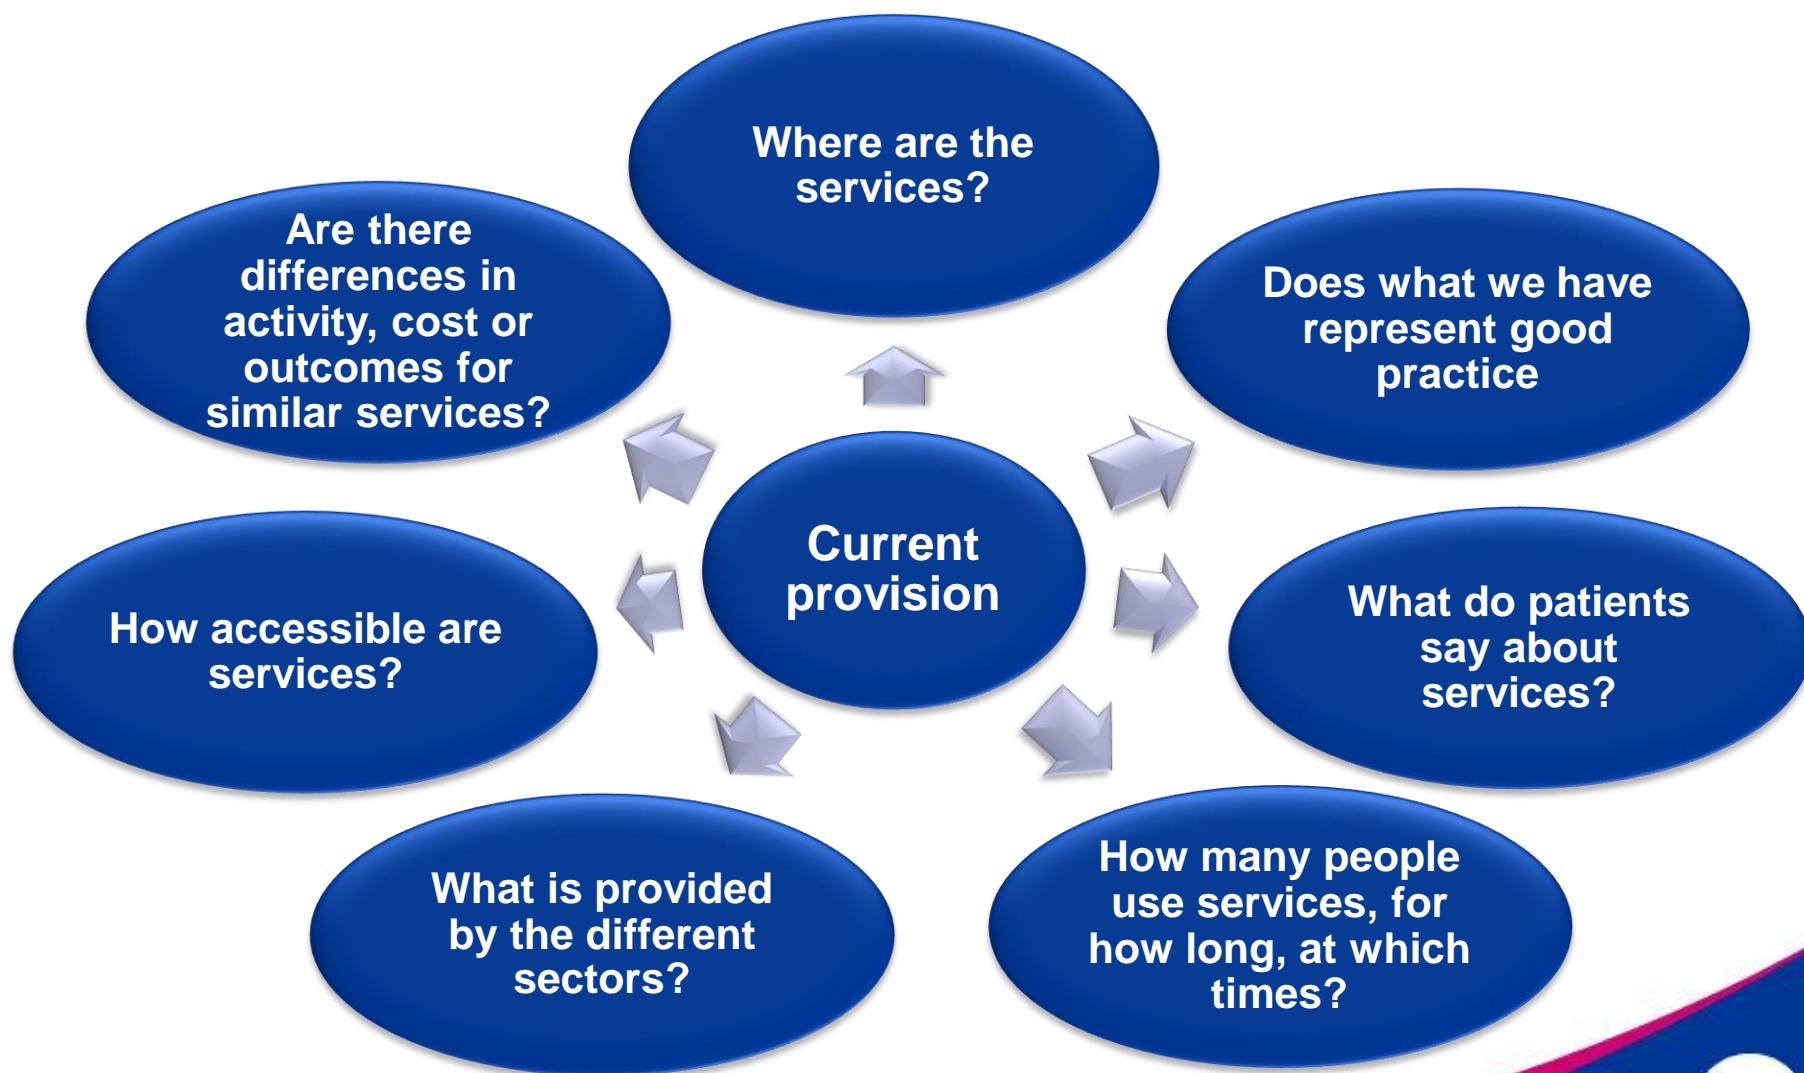 Where are the
services?
Does what we have
represent good
practice
What do patients
say about
services?
How many people
use services, for
how long, at which
times?
What is provided
by the different
sectors?
How accessible are
services?
Are there
differences in
activity, cost or
outcomes for
similar services?
Current
provision